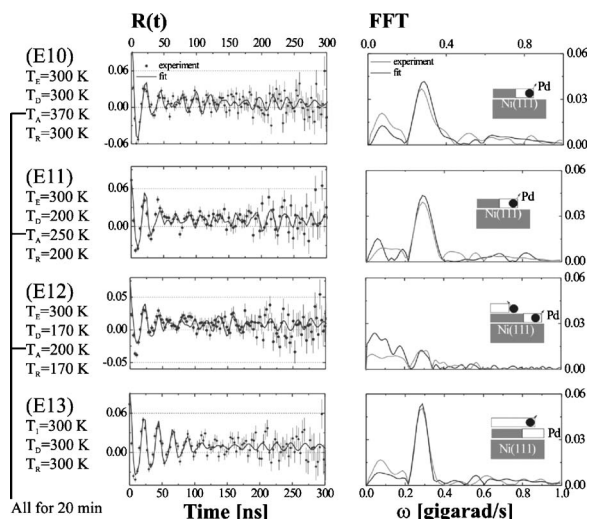 R(t)
FFT
0 50 100 150 200 250 300
0.0 0.4 0.8
(E10)
T_E=300 K
T_D=300 K
T_A=370 K
T_R=300 K
0.06
0.00
-0.06
experiment
fit
experiment
fit
Pd
Ni(111)
0.06
0.03
0.00
(E11)
T_E=300 K
T_D=200 K
T_A=250 K
T_R=200 K
0.06
0.00
Pd
Ni(111)
0.06
0.03
0.00
(E12)
T_E=300 K
T_D=170 K
T_A=200 K
T_R=170 K
0.05
0.00
-0.05
Pd
Ni(111)
0.06
0.03
0.00
(E13)
T_I=300 K
T_D=300 K
T_R=300 K
0.06
0.00
Pd
Ni(111)
0.06
0.03
0.00
0 50 100 150 200 250 300
0.0 0.2 0.4 0.6 0.8 1.0
All for 20 min
Time [ns]
ω [gigarad/s]